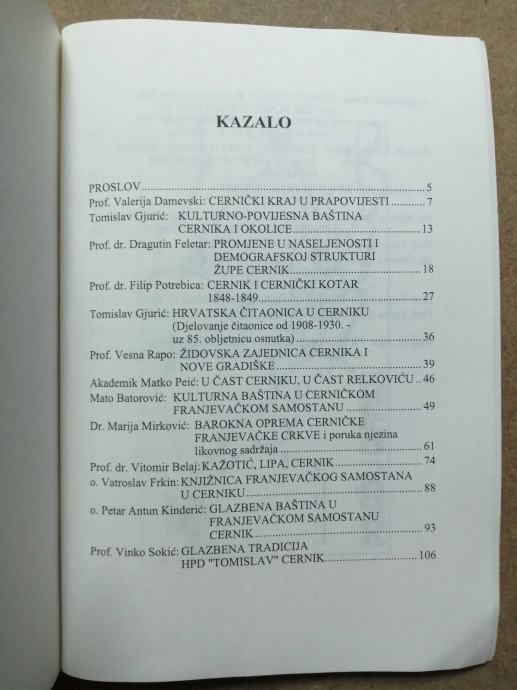 KAZALO
PROSLOV 5
Prof. Valerija Damevski: CERNIČKI KRAJ U PRAPOVIJESTI 7
Tomislav Gjurić: KULTURNO-POVIJESNA BAŠTINA
CERNIKA I OKOLICE 13
Prof. dr. Dragutin Feletar: PROMJENE U NASELJENOSTI I
DEMOGRAFSKOJ STRUKTURI
ŽUPE CERNIK 18
Prof. dr. Filip Potrebica: CERNIK I CERNIČKI KOTAR
1848-1849. 27
Tomislav Gjurić: HRVATSKA ČITAONICA U CERNIKU
(Djelovanje čitaonice od 1908-1930. -
uz 85. obljetnicu osnutka) 36
Prof. Vesna Rapo: ŽIDOVSKA ZAJEDNICA CERNIKA I
NOVE GRADIŠKE 39
Akademik Matko Peić: U ČAST CERNIKU, U ČAST RELKOVIĆU 46
Mato Batorović: KULTURNA BAŠTINA U CERNIČKOM
FRANJEVAČKOM SAMOSTANU 49
Dr. Marija Mirković: BAROKNA OPREMA CERNIČKE
FRANJEVAČKE CRKVE i poruka njezina
likovnog sadržaja 61
Prof. dr. Vitomir Belaj: KAŽOTIĆ, LIPA, CERNIK 74
o. Vatroslav Frkin: KNJIŽNICA FRANJEVAČKOG SAMOSTANA
U CERNIKU 88
o. Petar Antun Kinderić: GLAZBENA BAŠTINA U
FRANJEVAČKOM SAMOSTANU
CERNIK 93
Prof. Vinko Sokić: GLAZBENA TRADICIJA
HPD "TOMISLAV" CERNIK 106